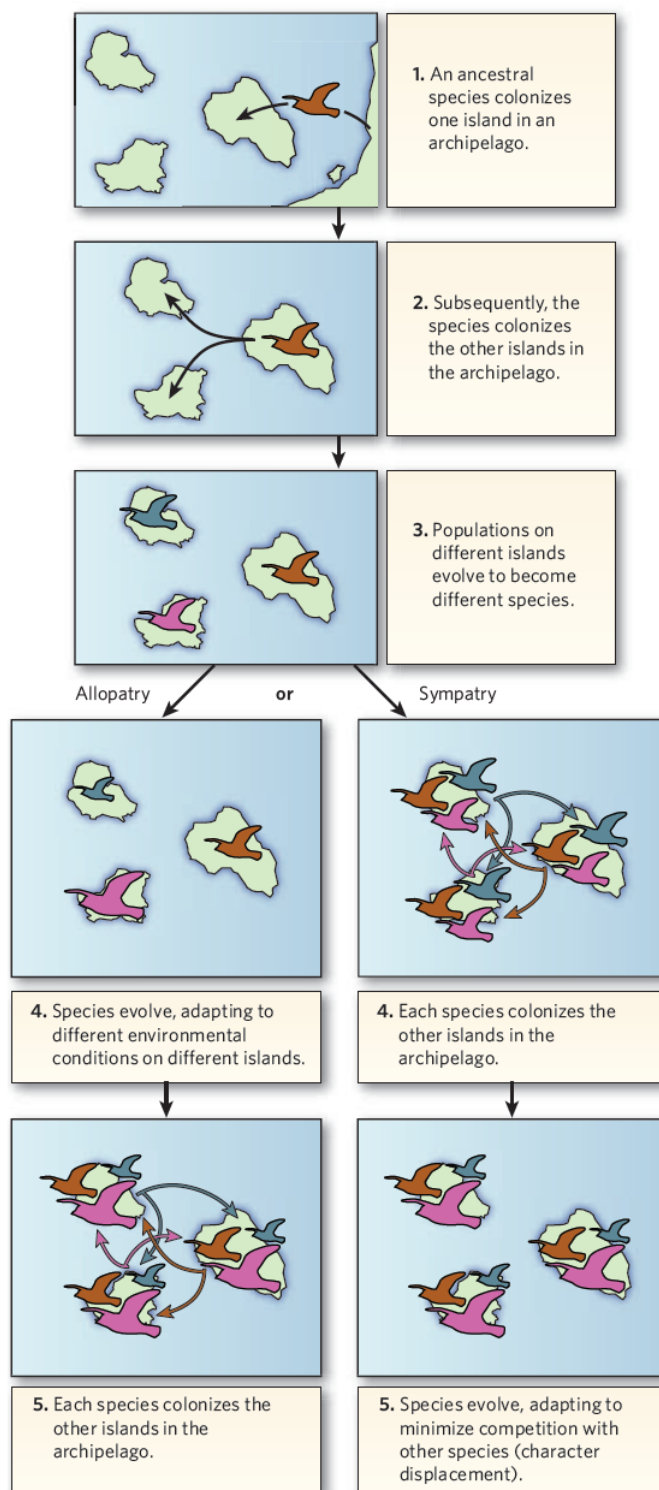 1. An ancestral
species colonizes
one island in an
archipelago.
2. Subsequently, the
species colonizes
the other islands in
the archipelago.
3. Populations on
different islands
evolve to become
different species.
Allopatry or Sympatry
4. Species evolve, adapting to
different environmental
conditions on different islands.
4. Each species colonizes the
other islands in the
archipelago.
5. Each species colonizes the
other islands in the
archipelago.
5. Species evolve, adapting to
minimize competition with
other species (character
displacement).